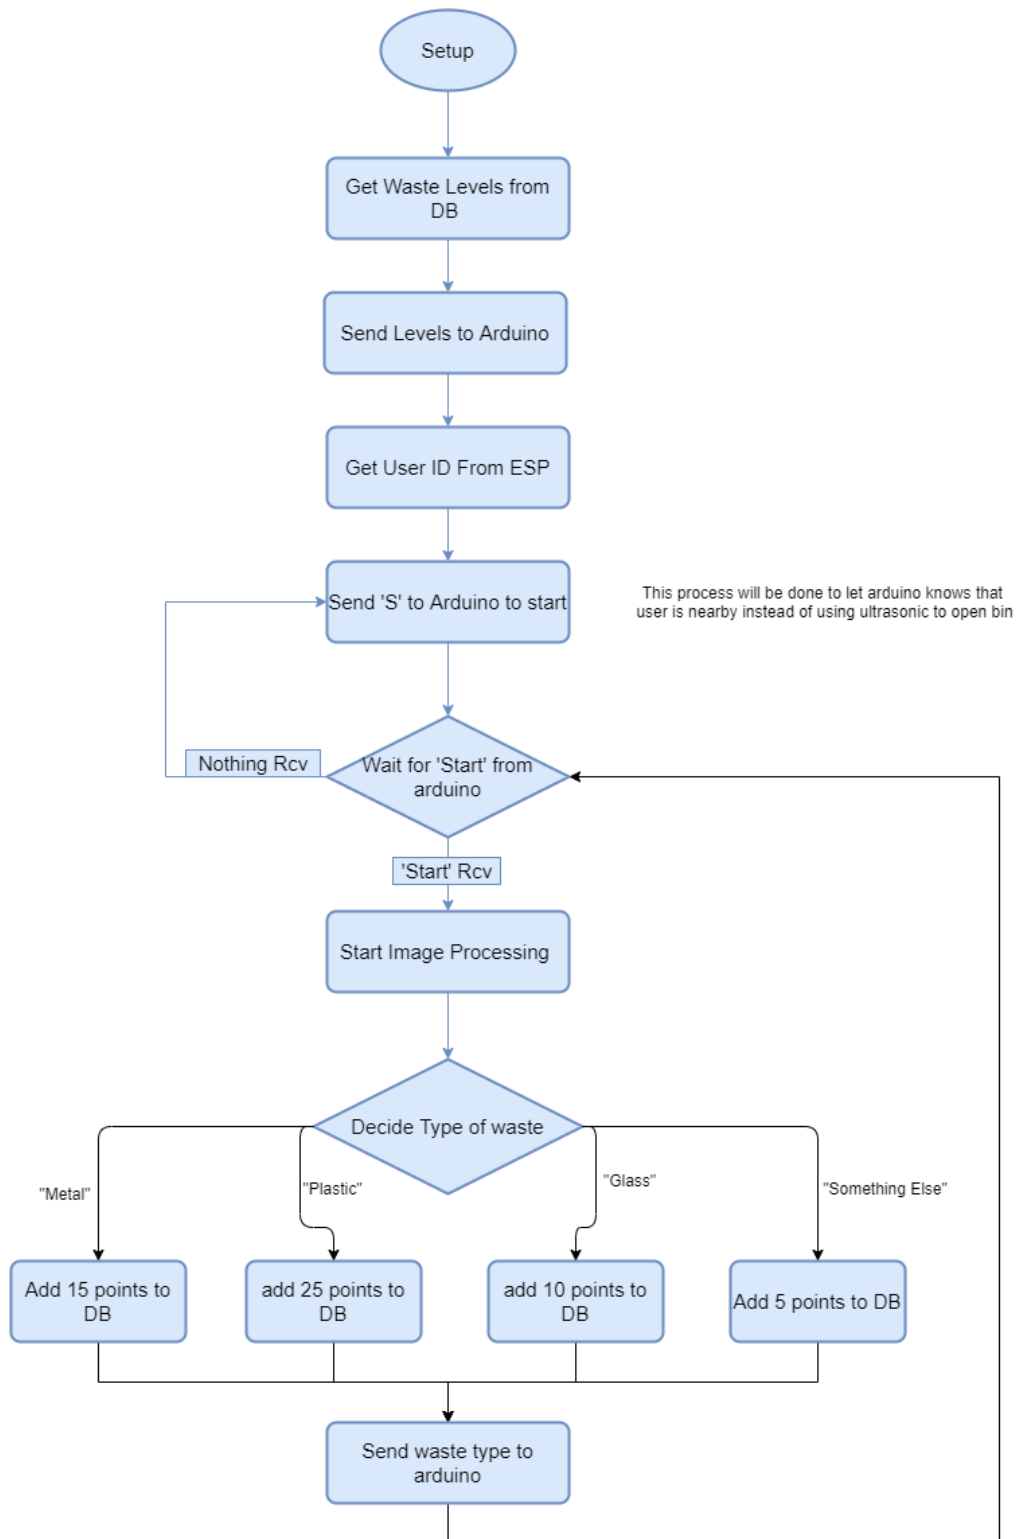 Setup
Get Waste Levels from
DB
Send Levels to Arduino
Get User ID From ESP
Send 'S' to Arduino to start
This process will be done to let arduino knows that
user is nearby instead of using ultrasonic to open bin
Nothing Rcv
Wait for 'Start' from
arduino
'Start' Rcv
Start Image Processing
Decide Type of waste
"Metal"
"Plastic"
"Glass"
"Something Else"
Add 15 points to
DB
add 25 points to
DB
add 10 points to
DB
Add 5 points to DB
Send waste type to
arduino